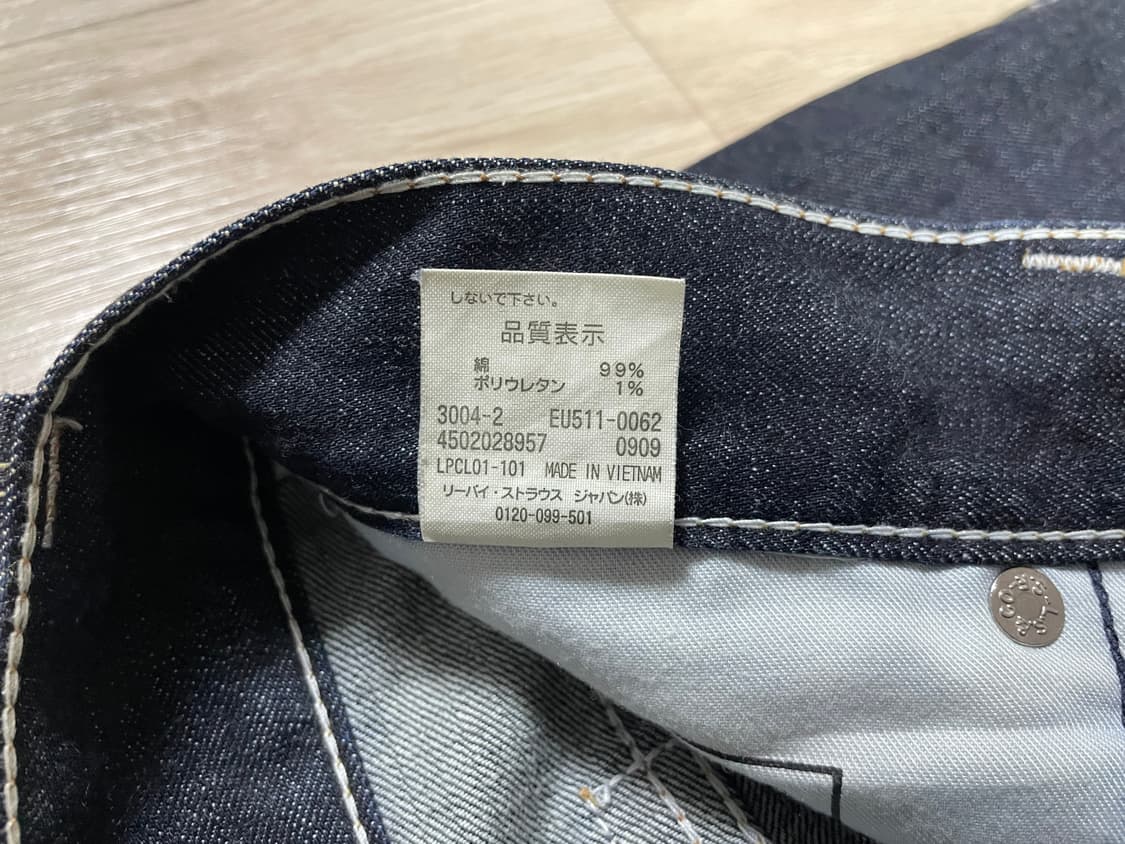 しないで下さい。
品質表示
綿 99%
ポリウレタン 1%
3004-2 EU511-0062
4502028957 0909
LPCL01-101 MADE IN VIETNAM
リーバイ・ストラウス ジャパン(株)
0120-099-501